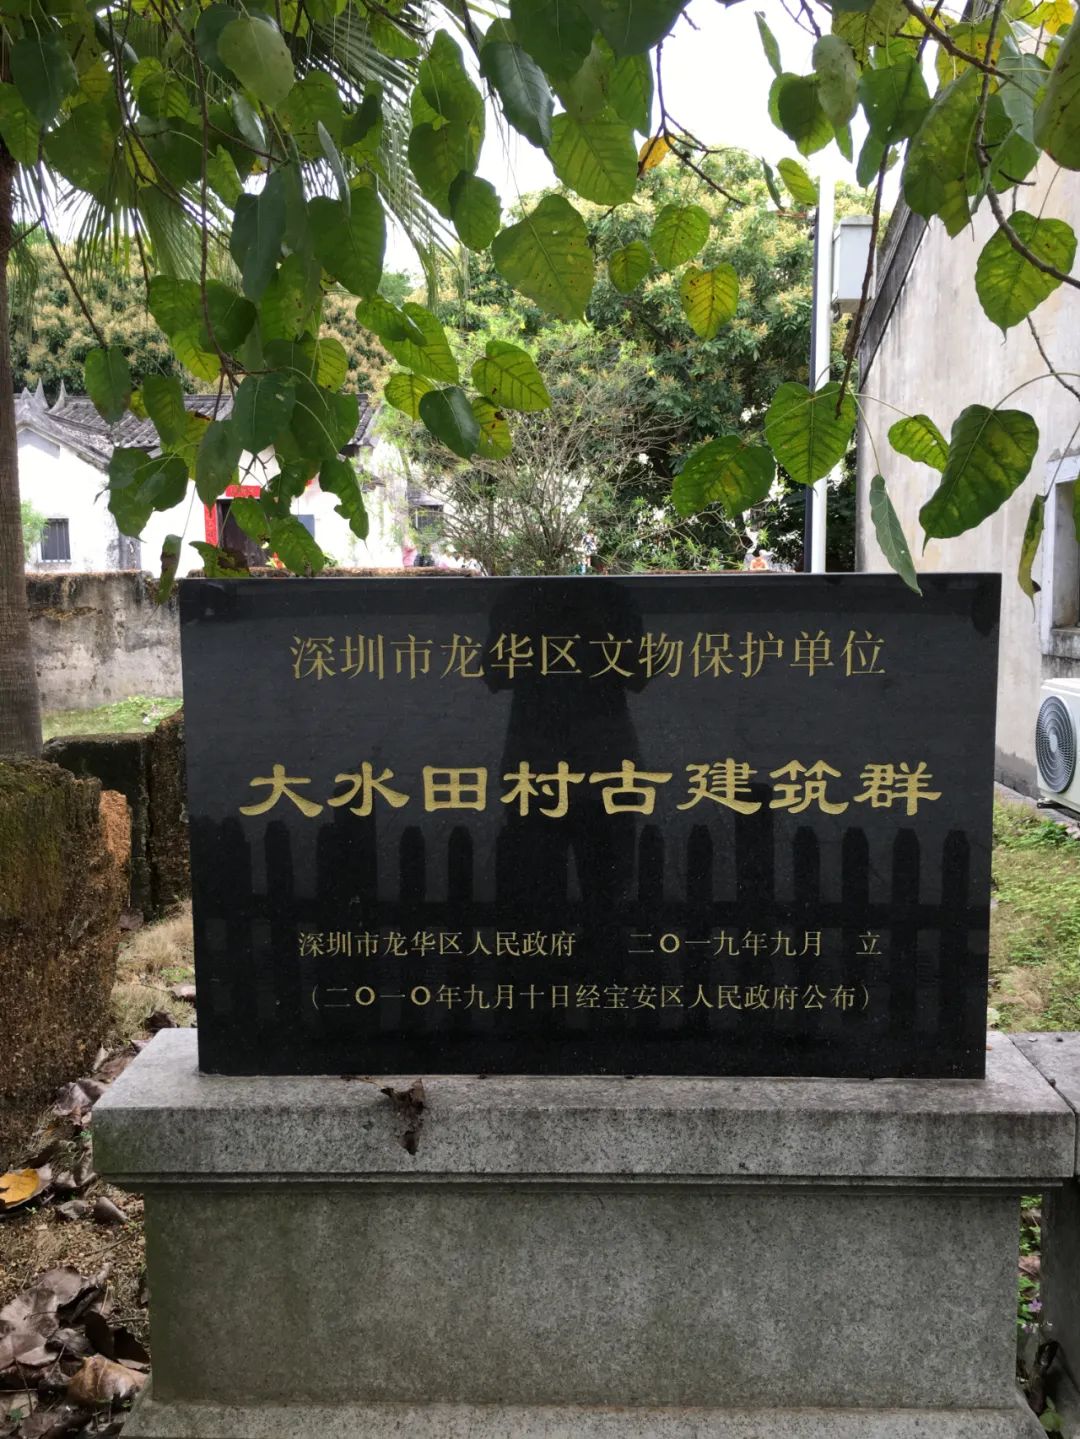 深圳市龙华区文物保护单位
大水田村古建筑群
深圳市龙华区人民政府 二〇一九年九月 立
（二〇一〇年九月十日经宝安区人民政府公布）